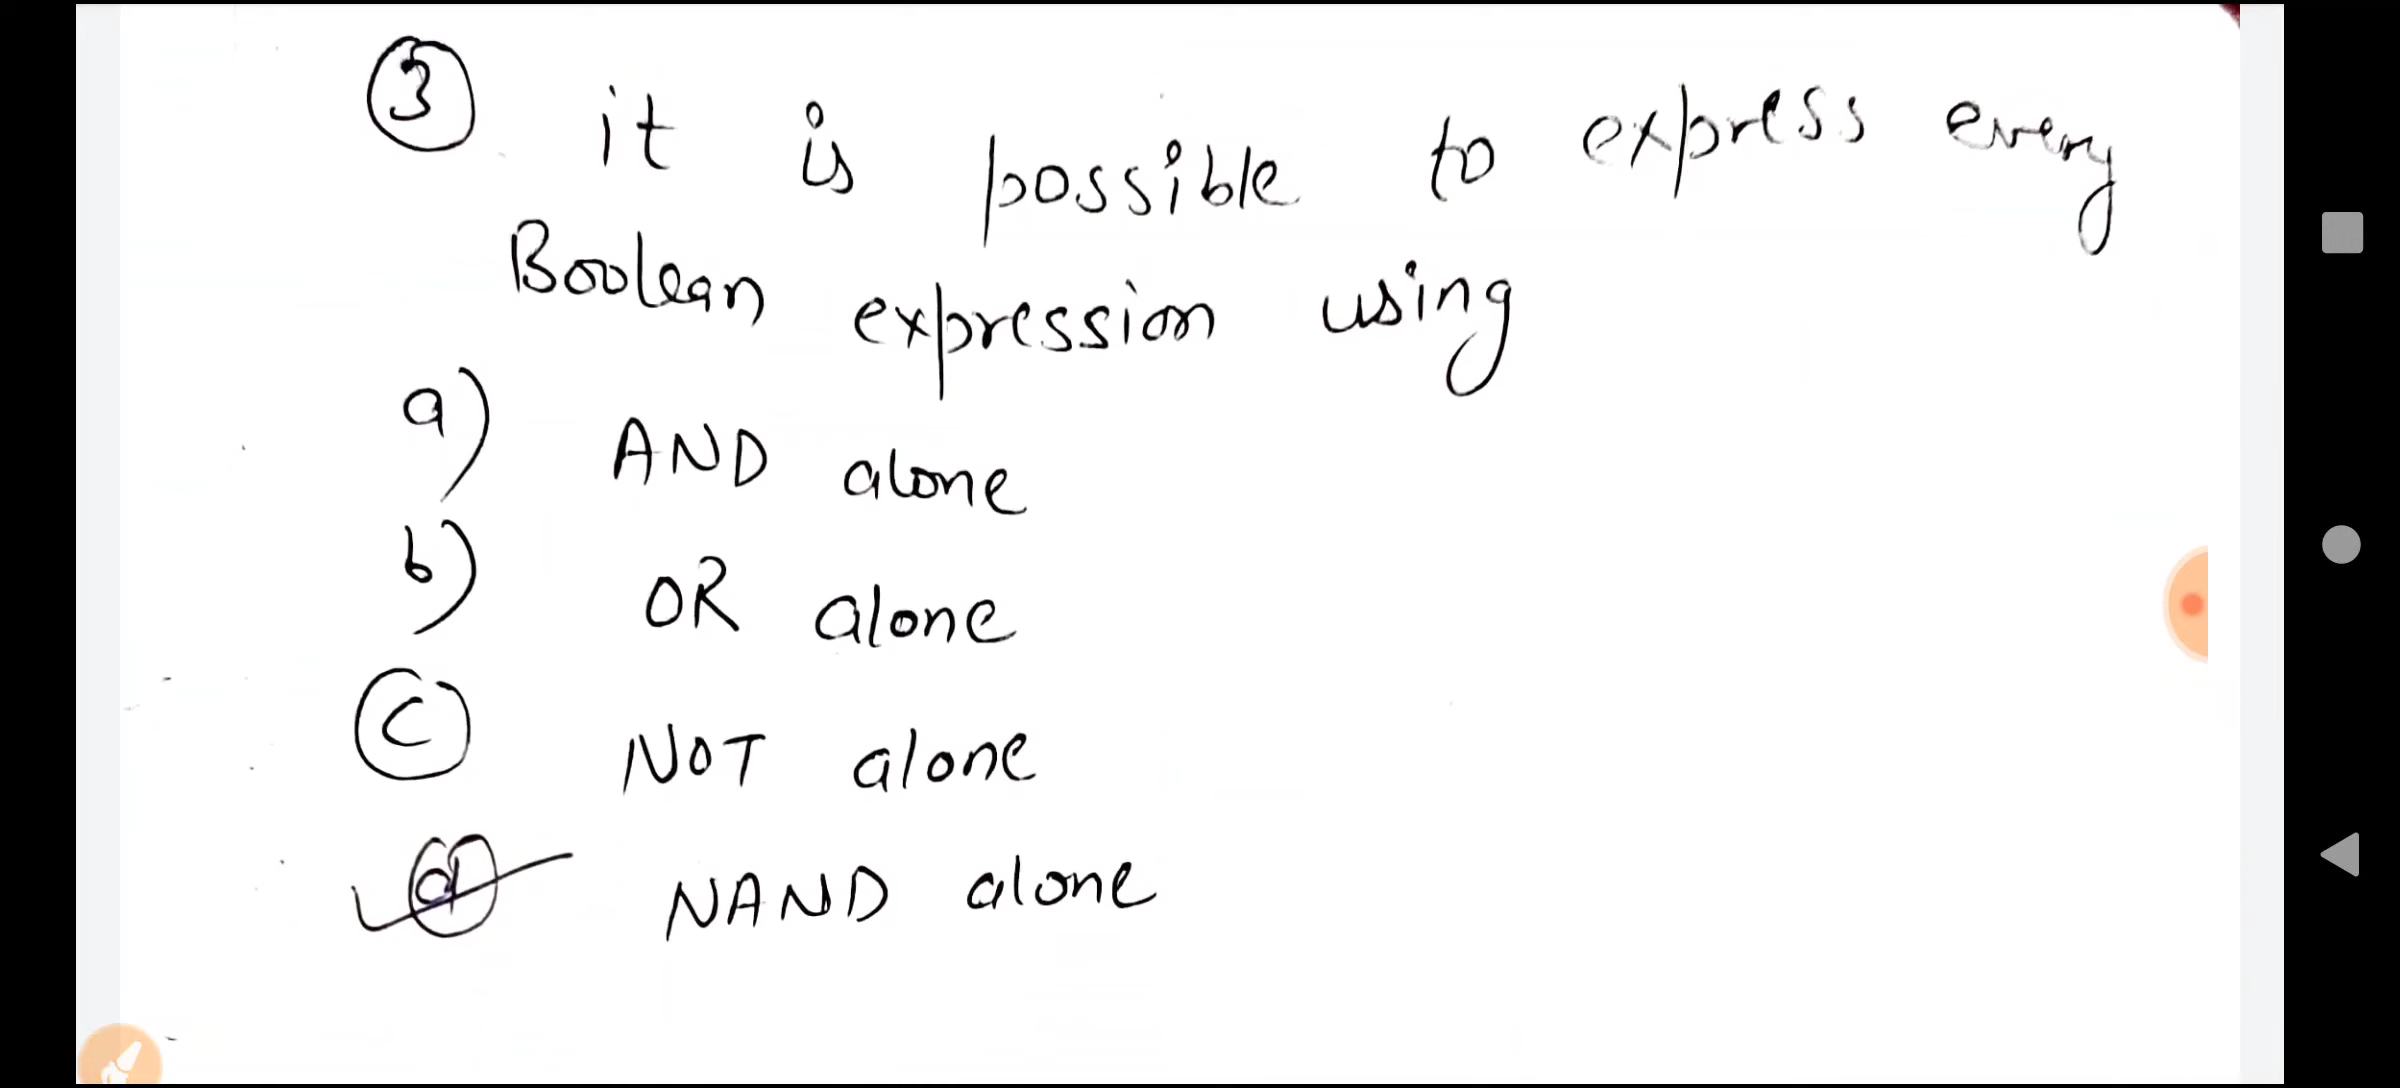 3 it is possible to express every
Boolean expression using
a) AND alone
b) OR alone
c NOT alone
d NAND alone